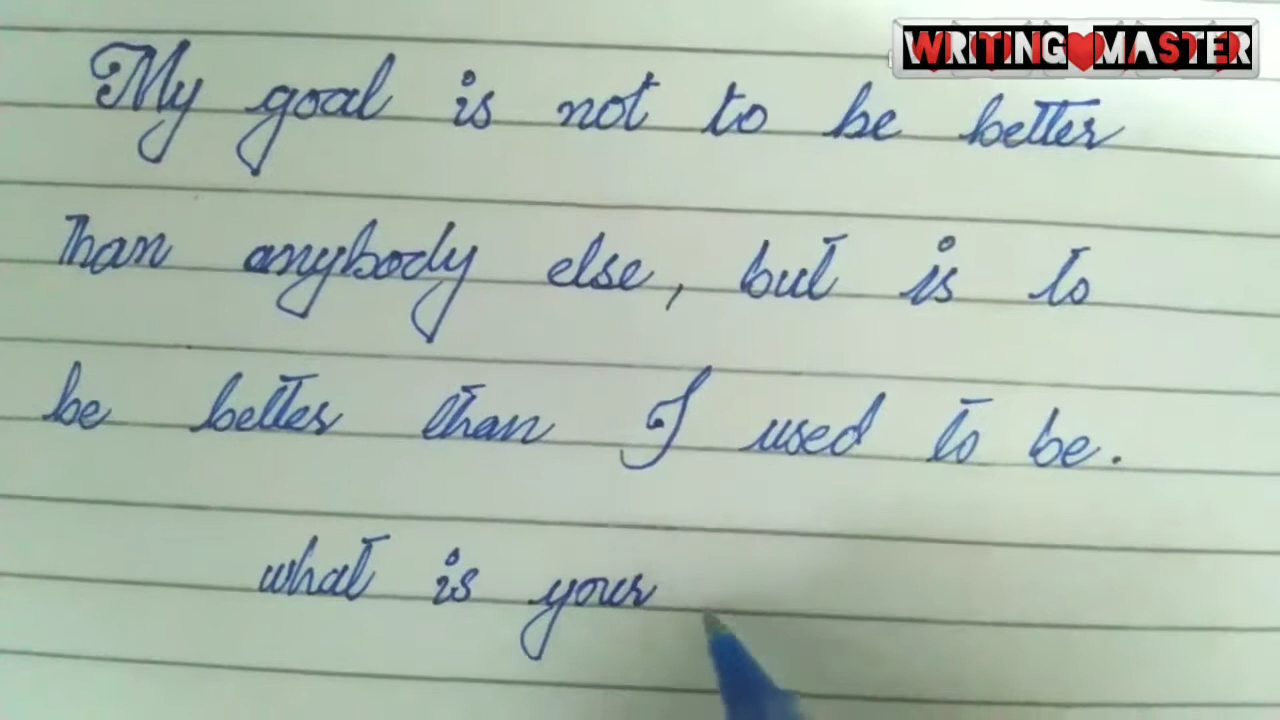 WRITING❤MASTER
My goal is not to be better
than anybody else, but is to
be better than I used to be.
what is your